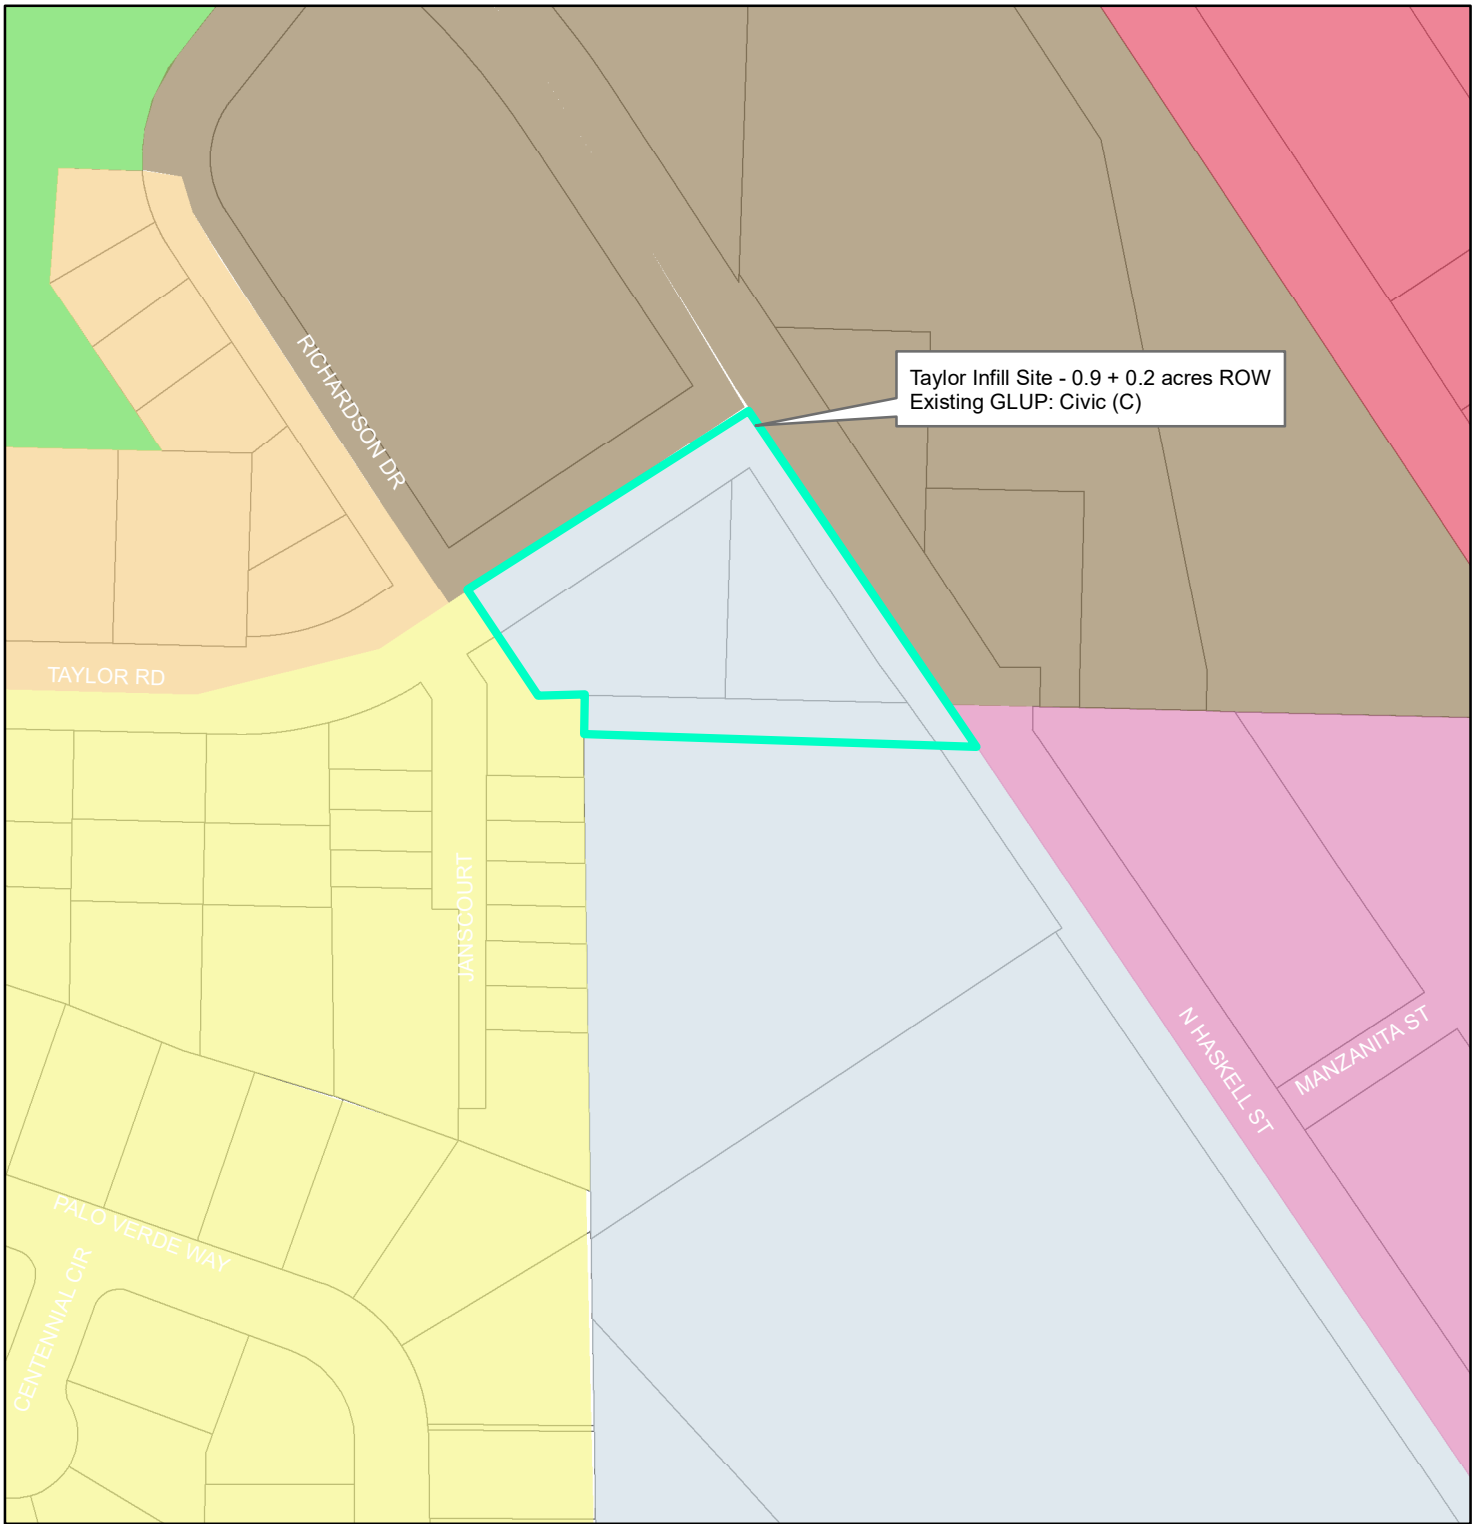 RICHARDSON DR
Taylor Infill Site - 0.9 + 0.2 acres ROW
Existing GLUP: Civic (C)
TAYLOR RD
JANSCOURT
N HASKELL ST
MANZANITA ST
PALO VERDE WAY
CENTENNIAL CIR